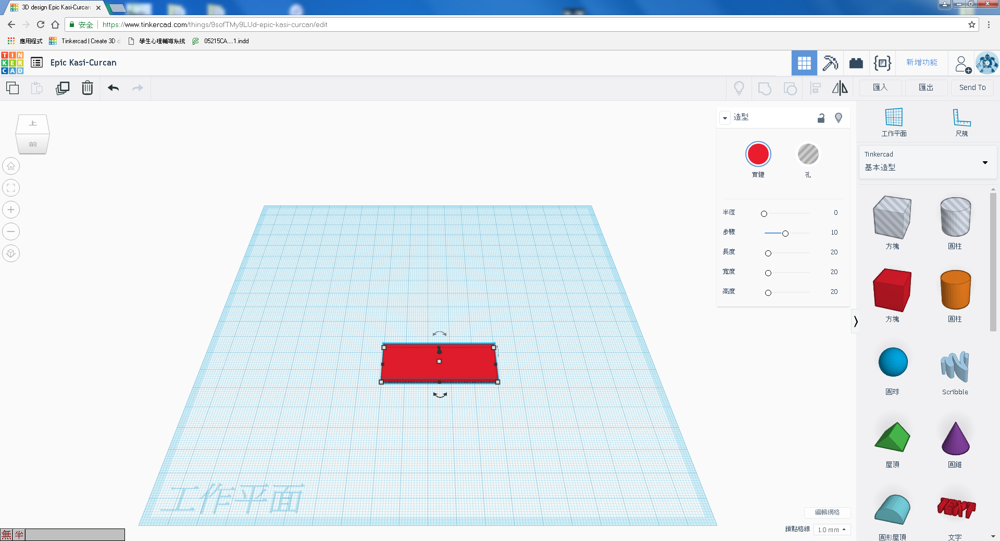 3D design Epic Kasi-Curcan
安全 https://www.tinkercad.com/things/9sofTMy9LUd-epic-kasi-curcan/edit
應用程式 Tinkercad | Create 3D d 學生心理輔導系統 05215CA....1.indd
TIN
KER
CAD
Epic Kasi-Curcan
新增功能
匯入 匯出 Send To
上
前
造型
實體 孔
半徑 0
步驟 10
長度 20
寬度 20
高度 20
工作平面 尺規
Tinkercad
基本造型
方塊 圓柱
方塊 圓柱
圓球 Scribble
屋頂 圓錐
TEXT
圓形屋頂 文字
工作平面
編輯網格
鎖點格線 1.0 mm
無 半